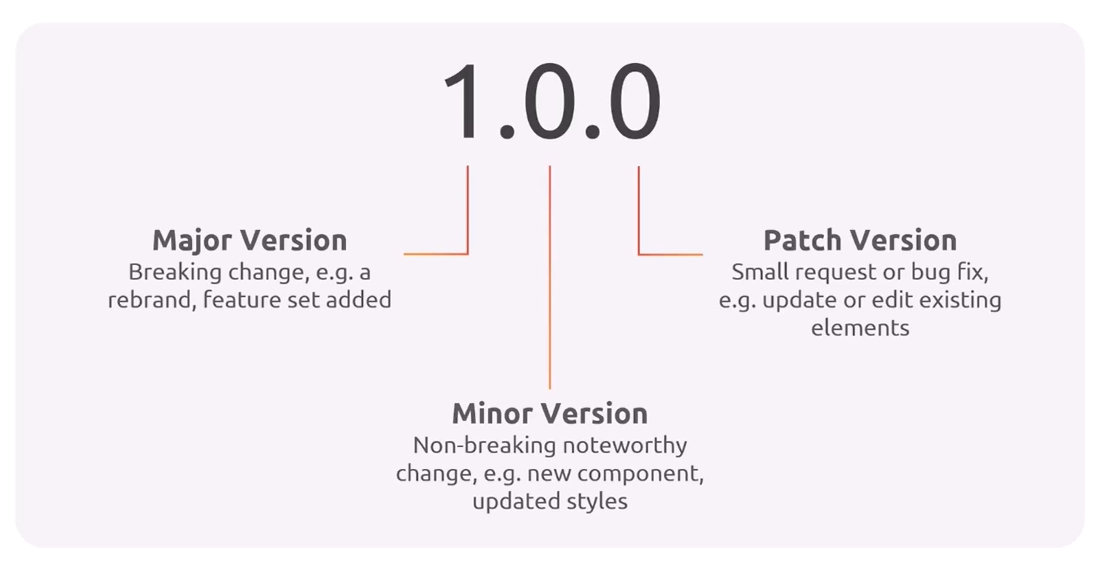 1.0.0
Major Version
Breaking change, e.g. a
rebrand, feature set added
Patch Version
Small request or bug fix,
e.g. update or edit existing
elements
Minor Version
Non-breaking noteworthy
change, e.g. new component,
updated styles